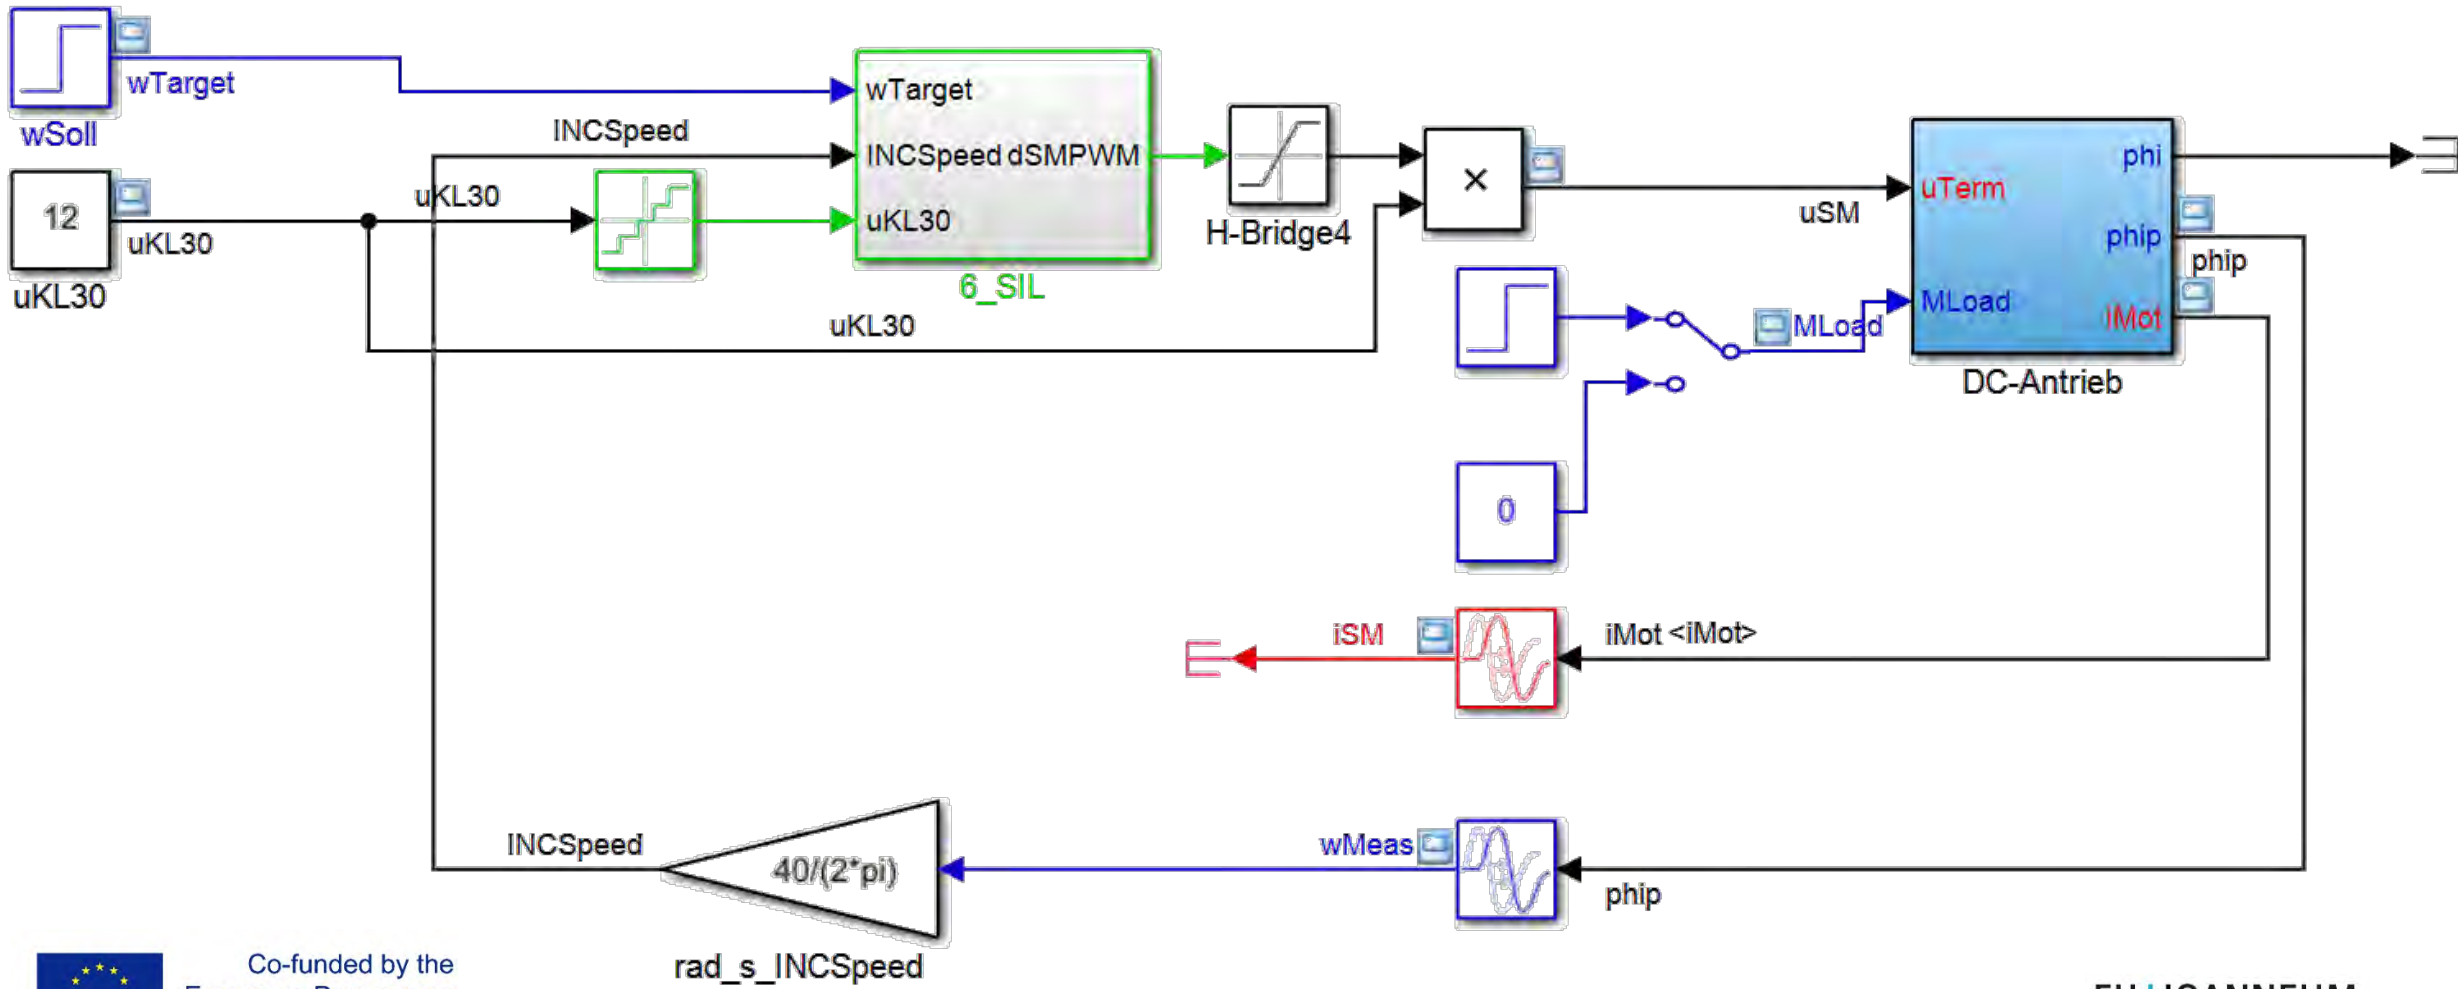 wTarget
wSoll
12
uKL30
uKL30
INCSpeed
uKL30
wTarget
INCSpeed dSMPWM
uKL30
6_SIL
uKL30
H-Bridge4
×
uSM
uTerm
MLoad
phi
phip
iMot
DC-Antrieb
phip
MLoad
0
iSM
iMot <iMot>
wMeas
phip
INCSpeed
40/(2*pi)
rad_s_INCSpeed
Co-funded by the